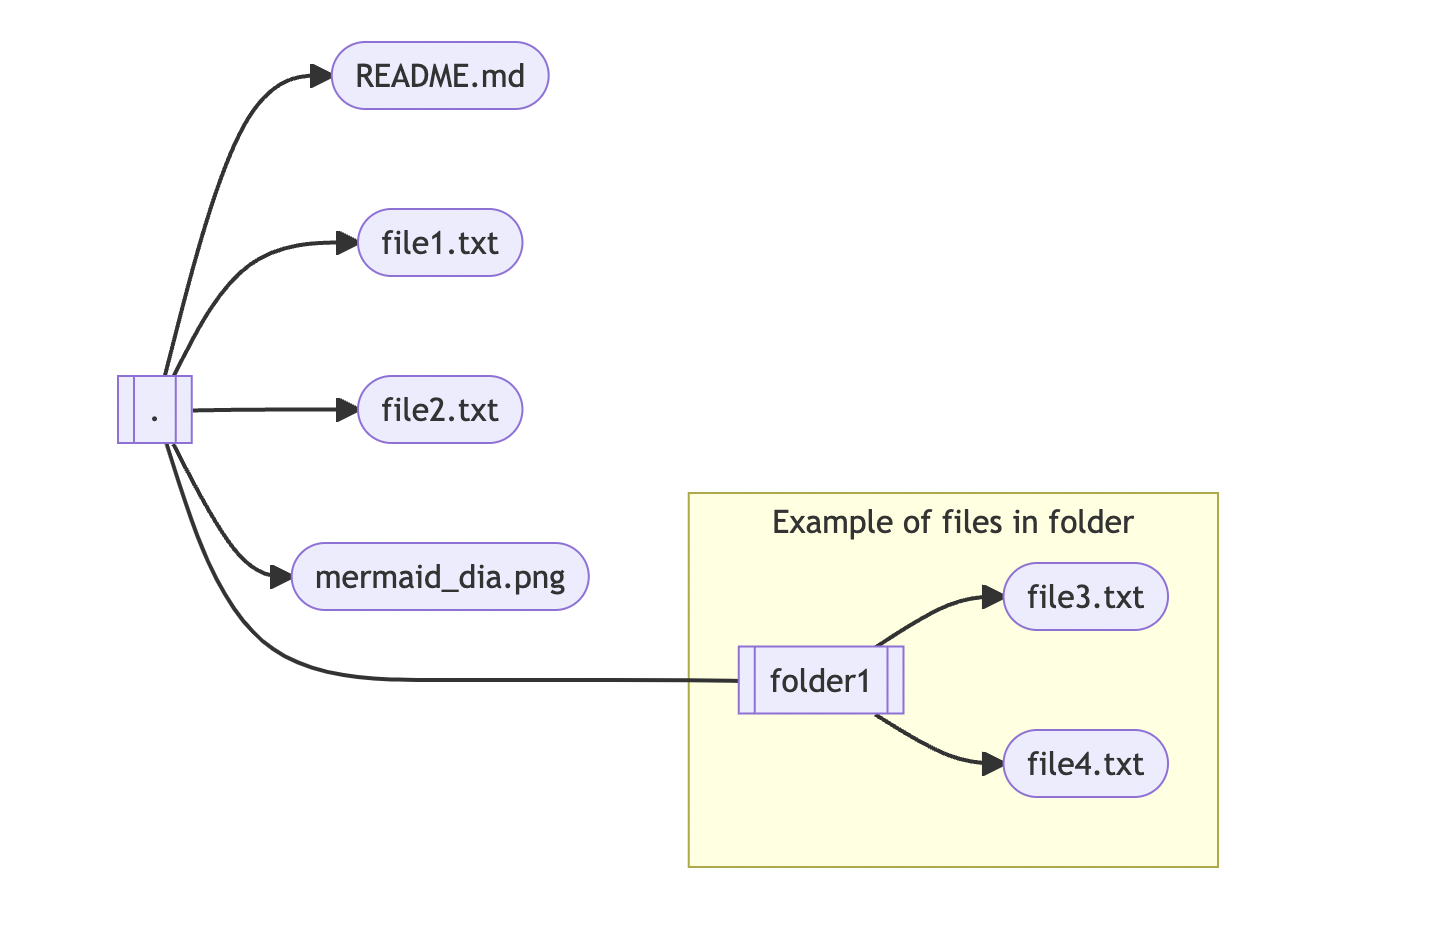 README.md
file1.txt
.
file2.txt
mermaid_dia.png
Example of files in folder
folder1
file3.txt
file4.txt